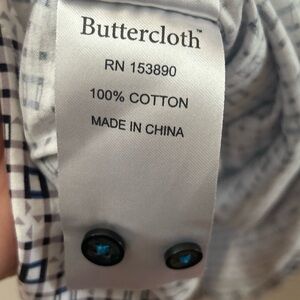 Buttercloth™
RN 153890
100% COTTON
MADE IN CHINA